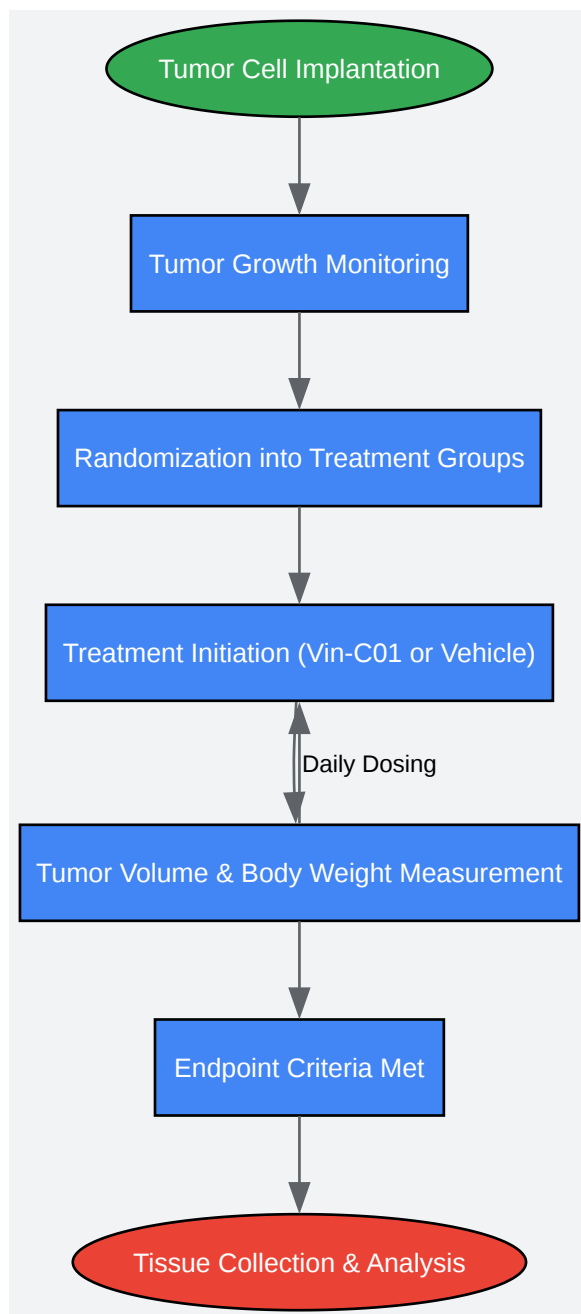 Tumor Cell Implantation
Tumor Growth Monitoring
Randomization into Treatment Groups
Treatment Initiation (Vin-C01 or Vehicle)
Daily Dosing
Tumor Volume & Body Weight Measurement
Endpoint Criteria Met
Tissue Collection & Analysis